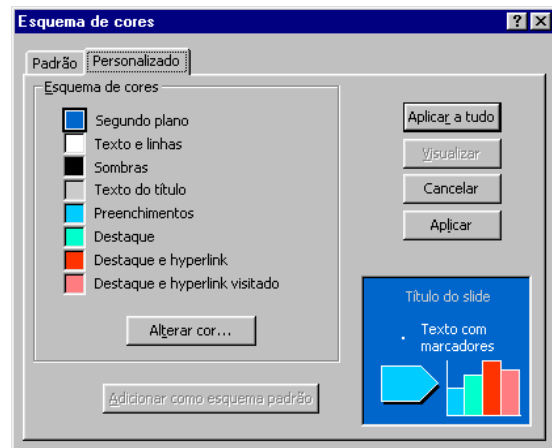 Esquema de cores
Padrão Personalizado
Esquema de cores
Segundo plano
Texto e linhas
Sombras
Texto do título
Preenchimentos
Destaque
Destaque e hyperlink
Destaque e hyperlink visitado
Alterar cor...
Adicionar como esquema padrão
Aplicar a tudo
Visualizar
Cancelar
Aplicar
Título do slide
Texto com
marcadores